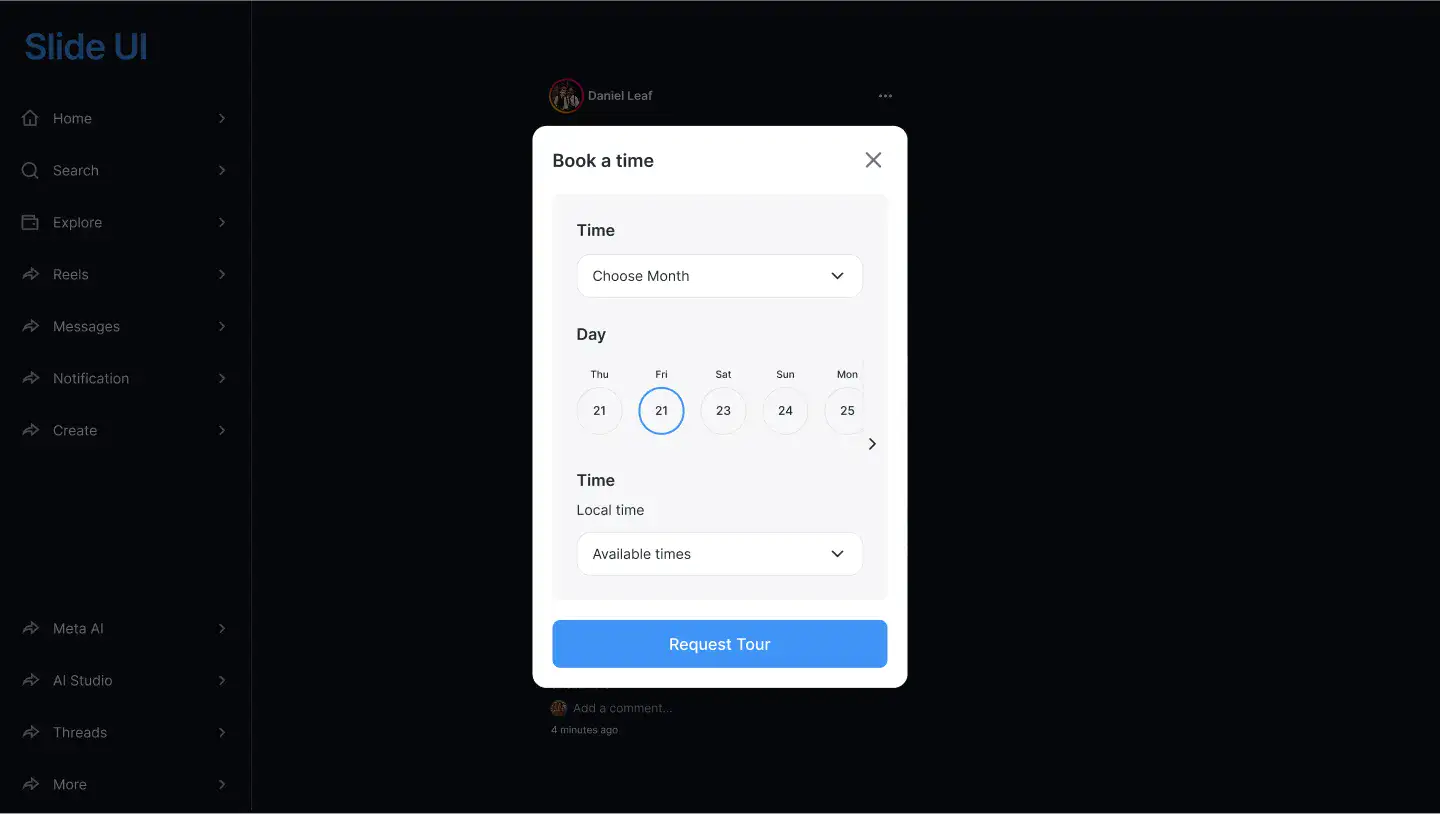 Slide UI
Home
Search
Explore
Reels
Messages
Notification
Create
Meta AI
AI Studio
Threads
More
Daniel Leaf
Book a time
Time
Choose Month
Day
Thu Fri Sat Sun Mon
21 21 23 24 25
Time
Local time
Available times
Request Tour
Add a comment...
4 minutes ago